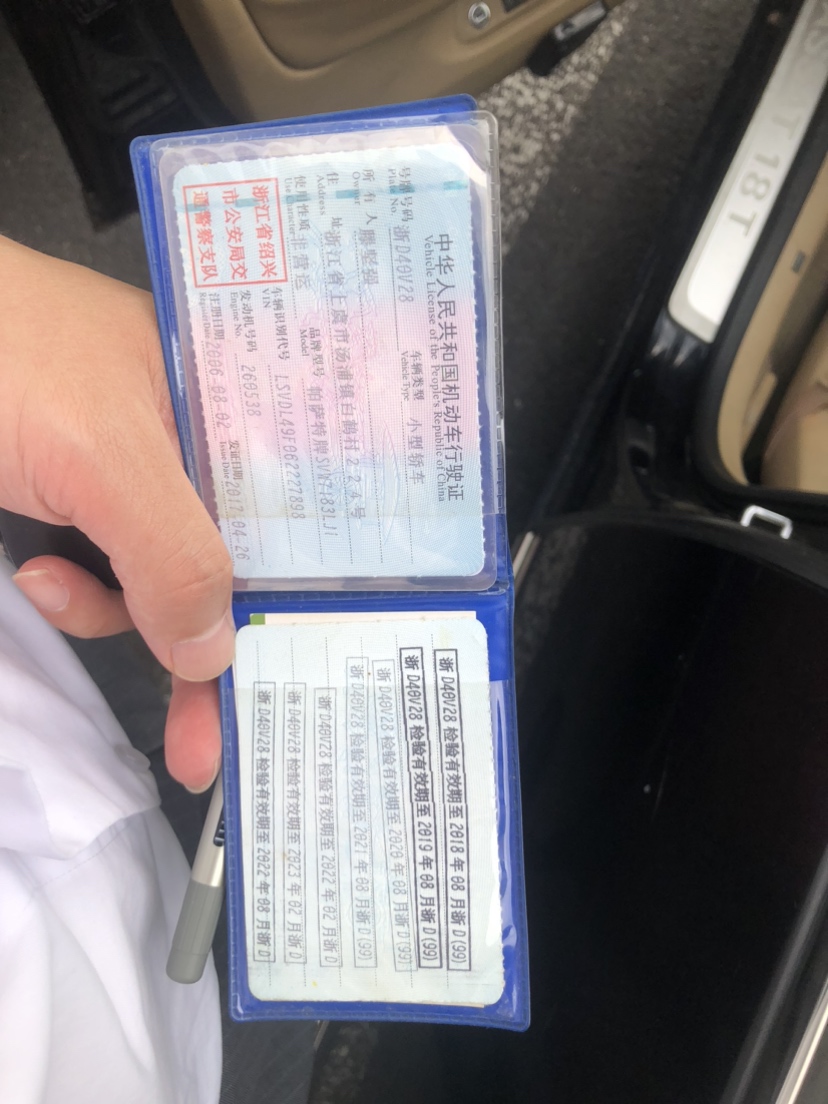 中华人民共和国机动车行驶证
Vehicle License of the People's Republic of China
号牌号码 浙D40V28 车辆类型 小型轿车
Plate No. Vehicle Type
所有人 滕坚强
Owner
住址 浙江省上虞市汤浦镇白鹤村224号
Address
使用性质 非营运 品牌型号 帕萨特牌SVW7183LJi
Use Character Model
浙江省绍兴
市公安局交
通警察支队
车辆识别代号 LSVDL49F062227898
VIN
发动机号码 260538
Engine No.
注册日期 2006-08-02 发证日期 2017-04-26
Register Date Issue Date
浙D40V28 检验有效期至 2018年08月浙D(99)
浙D40V28 检验有效期至 2019年08月浙D(99)
浙D40V28 检验有效期至 2020年08月浙D(99)
浙D40V28 检验有效期至 2021年08月浙D(99)
浙D40V28 检验有效期至 2022年02月浙D
浙D40V28 检验有效期至 2023年02月浙D
浙D40V28 检验有效期至 2022年08月浙D
18T